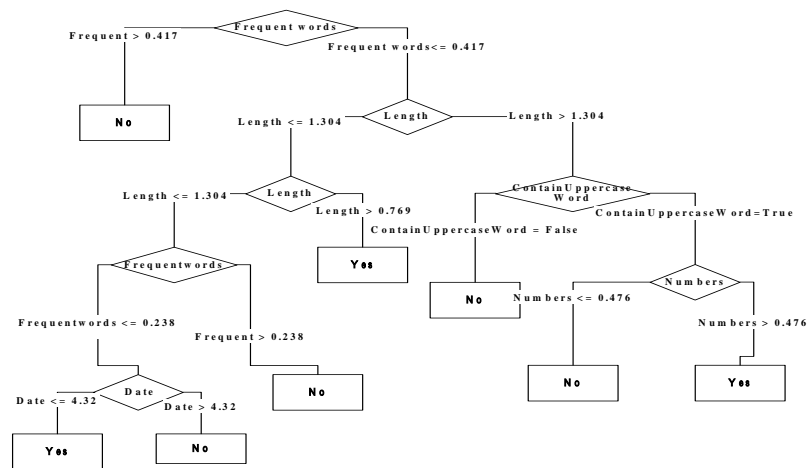 Frequent words
Frequent > 0.417
Frequent words<= 0.417
No
Length
Length <= 1.304
Length > 1.304
Length
Length <= 1.304
Length > 0.769
ContainUppercase
Word
ContainUppercaseWord = False
ContainUppercaseWord=True
Frequentwords
Yes
No
Numbers
Numbers <= 0.476
Numbers > 0.476
Frequentwords <= 0.238
Frequent > 0.238
Date
No
No
Yes
Date <= 4.32
Date > 4.32
Yes
No